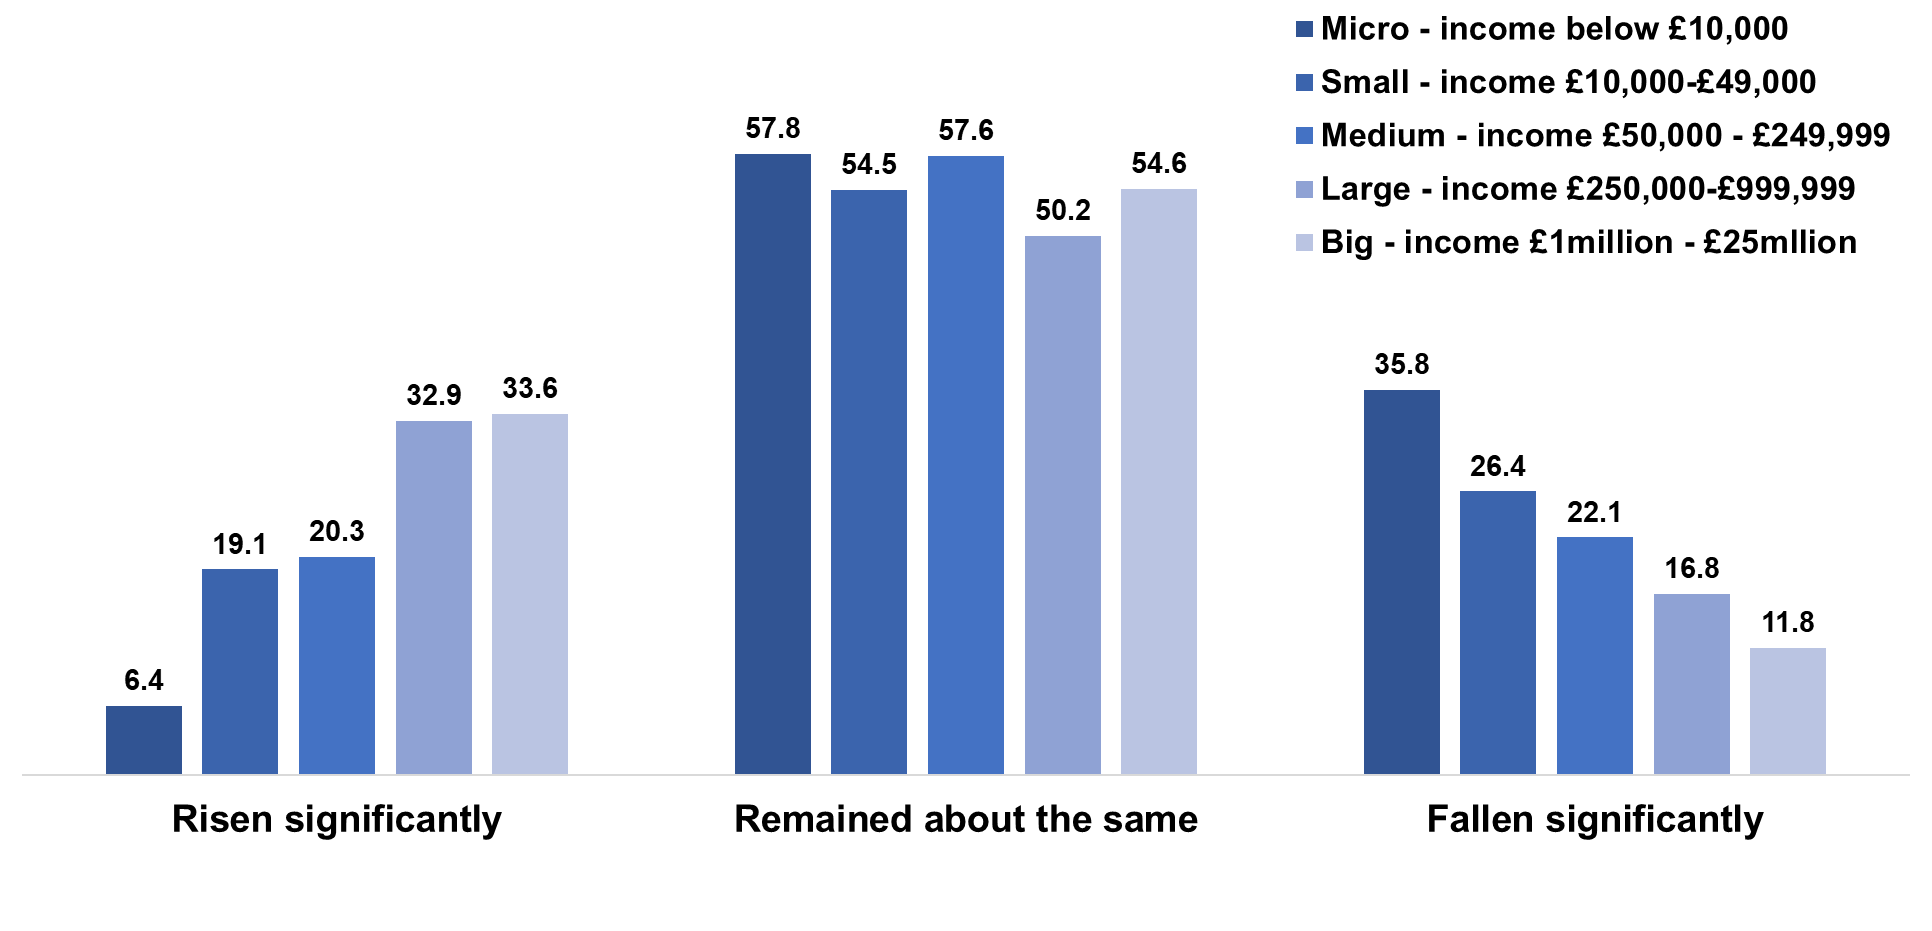 Micro - income below £10,000
Small - income £10,000-£49,000
Medium - income £50,000 - £249,999
Large - income £250,000-£999,999
Big - income £1million - £25mllion
6.4
19.1
20.3
32.9
33.6
57.8
54.5
57.6
50.2
54.6
35.8
26.4
22.1
16.8
11.8
Risen significantly
Remained about the same
Fallen significantly